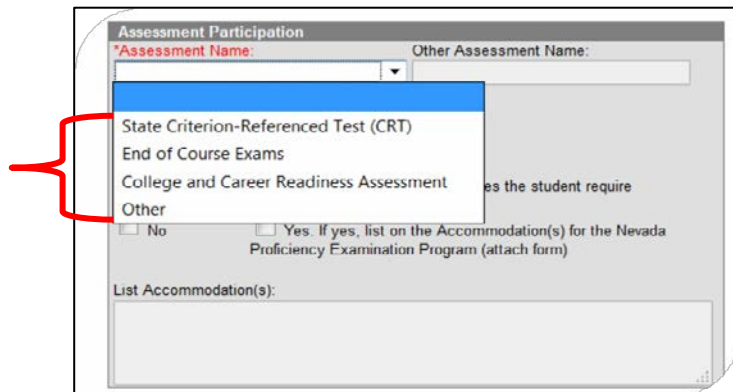 Assessment Participation
*Assessment Name: Other Assessment Name:
State Criterion-Referenced Test (CRT)
End of Course Exams
College and Career Readiness Assessment
Other
es the student require
No Yes. If yes, list on the Accommodation(s) for the Nevada
Proficiency Examination Program (attach form)
List Accommodation(s):